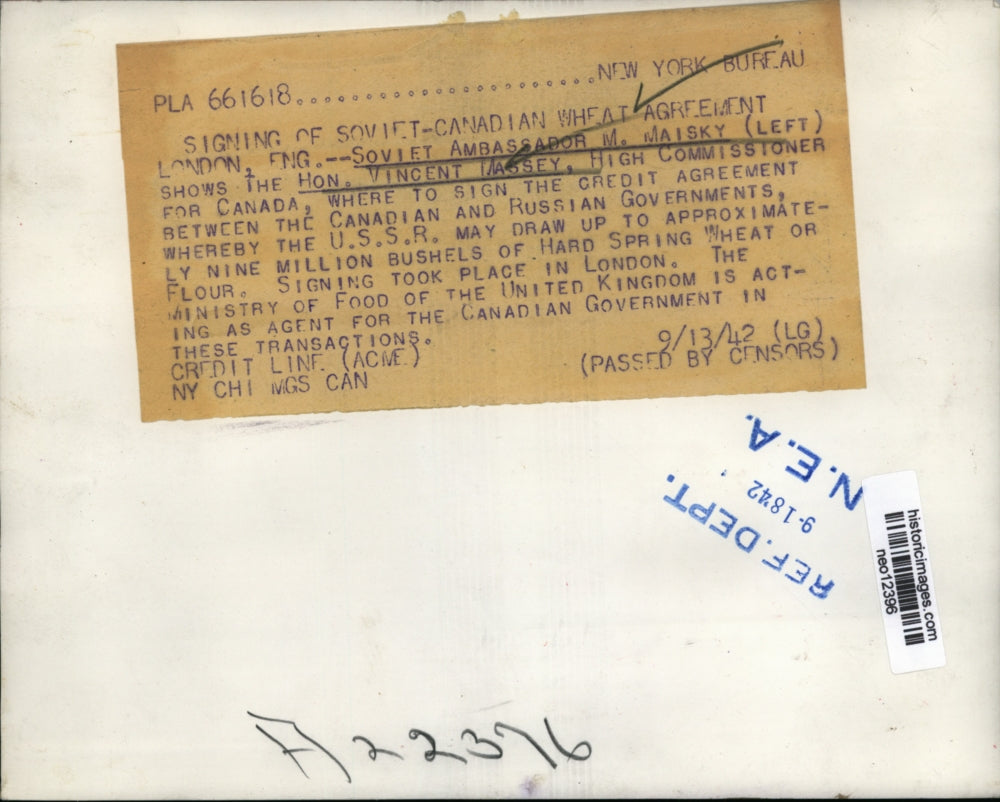 PLA 661618........................NEW YORK BUREAU
SIGNING OF SOVIET-CANADIAN WHEAT AGREEMENT
LONDON, ENG.--SOVIET AMBASSADOR M. MAISKY (LEFT)
SHOWS THE HON. VINCENT MASSEY, HIGH COMMISSIONER
FOR CANADA, WHERE TO SIGN THE CREDIT AGREEMENT
BETWEEN THE CANADIAN AND RUSSIAN GOVERNMENTS,
WHEREBY THE U.S.S.R. MAY DRAW UP TO APPROXIMATE-
LY NINE MILLION BUSHELS OF HARD SPRING WHEAT OR
FLOUR. SIGNING TOOK PLACE IN LONDON. THE
MINISTRY OF FOOD OF THE UNITED KINGDOM IS ACT-
ING AS AGENT FOR THE CANADIAN GOVERNMENT IN
THESE TRANSACTIONS. 9/13/42 (LG)
CREDIT LINE (ACME) (PASSED BY CENSORS)
NY CHI MGS CAN
N.E.A.
9-1842
REF. DEPT.
historicimages.com
neo12396
22376